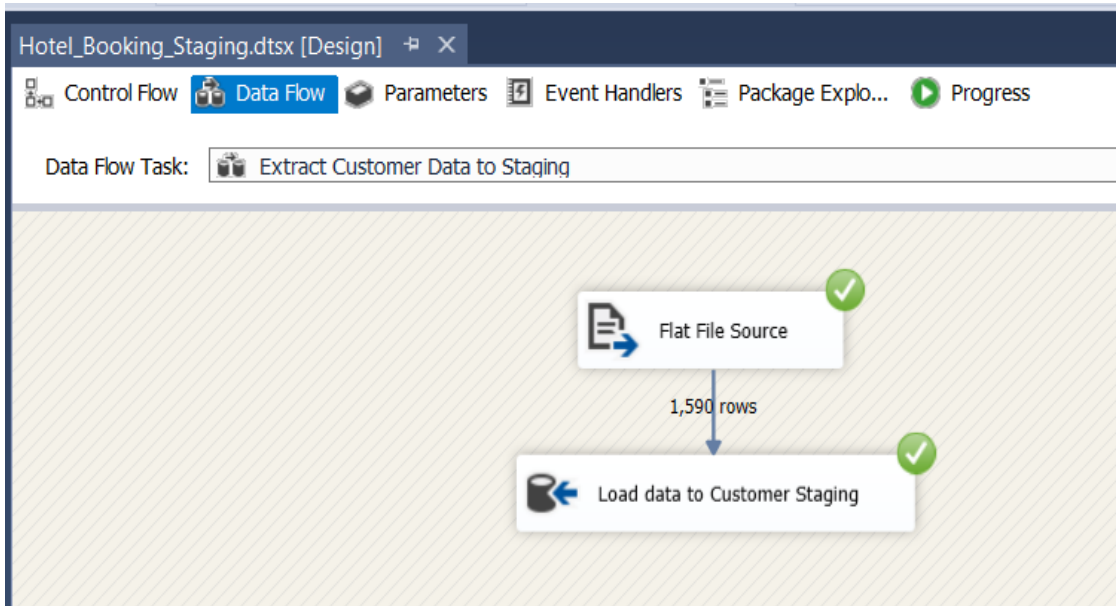 Hotel_Booking_Staging.dtsx [Design]
Control Flow Data Flow Parameters Event Handlers Package Explo... Progress
Data Flow Task: Extract Customer Data to Staging
Flat File Source
1,590 rows
Load data to Customer Staging